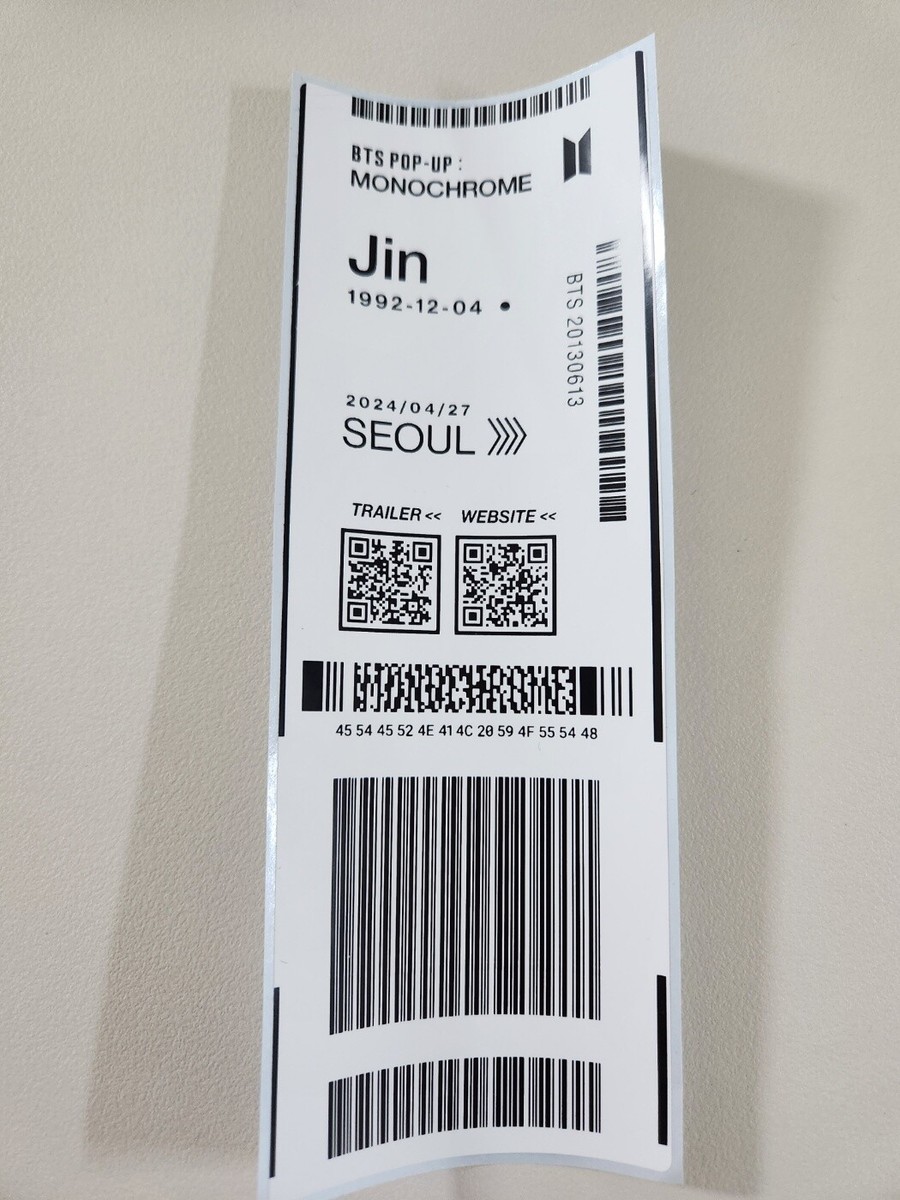 BTS POP-UP :
MONOCHROME
Jin
1992-12-04 •
BTS 20130613
2024/04/27
SEOUL
TRAILER << WEBSITE <<
45 54 45 52 4E 41 4C 20 59 4F 55 54 48